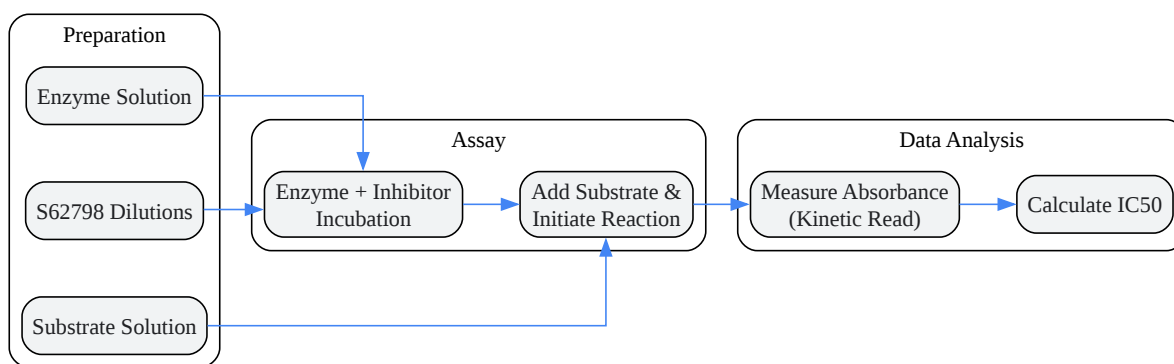 Preparation
Enzyme Solution
S62798 Dilutions
Substrate Solution
Assay
Enzyme + Inhibitor
Incubation
Add Substrate &
Initiate Reaction
Data Analysis
Measure Absorbance
(Kinetic Read)
Calculate IC50